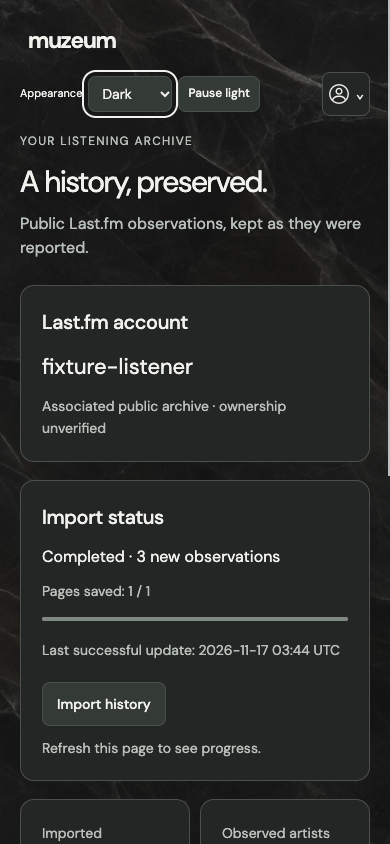 muzeum
Appearance Dark Pause light
YOUR LISTENING ARCHIVE
A history, preserved.
Public Last.fm observations, kept as they were
reported.
Last.fm account
fixture-listener
Associated public archive · ownership
unverified
Import status
Completed · 3 new observations
Pages saved: 1 / 1
Last successful update: 2026-11-17 03:44 UTC
Import history
Refresh this page to see progress.
Imported Observed artists